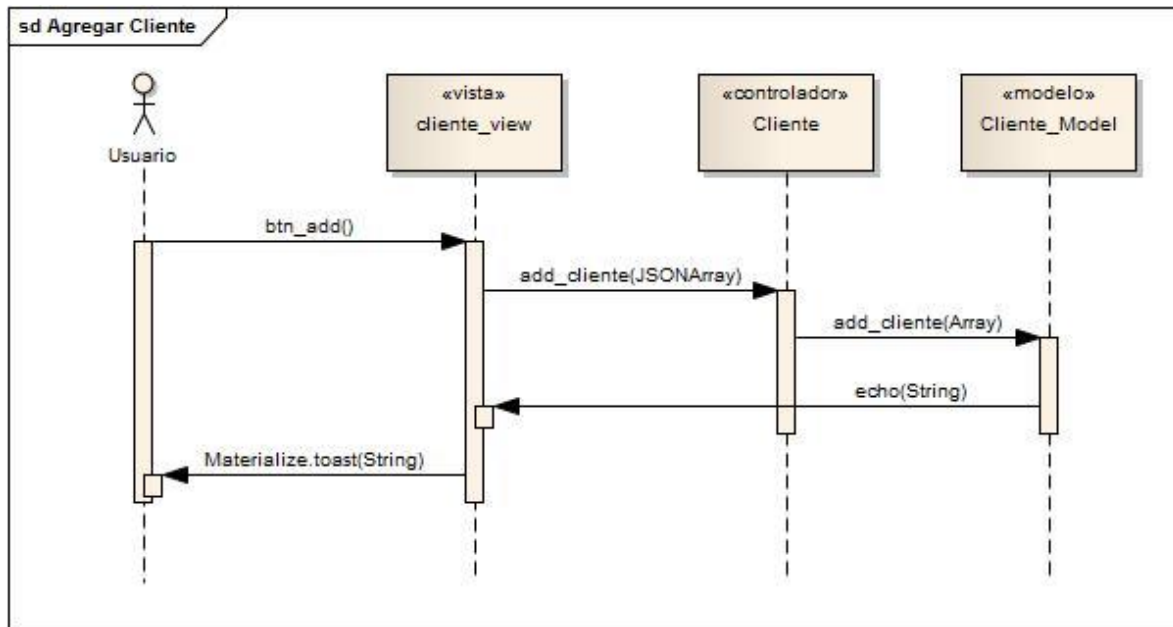 sd Agregar Cliente
Usuario
«vista»
cliente_view
«controlador»
Cliente
«modelo»
Cliente_Model
btn_add()
add_cliente(JSONArray)
add_cliente(Array)
echo(String)
Materialize.toast(String)